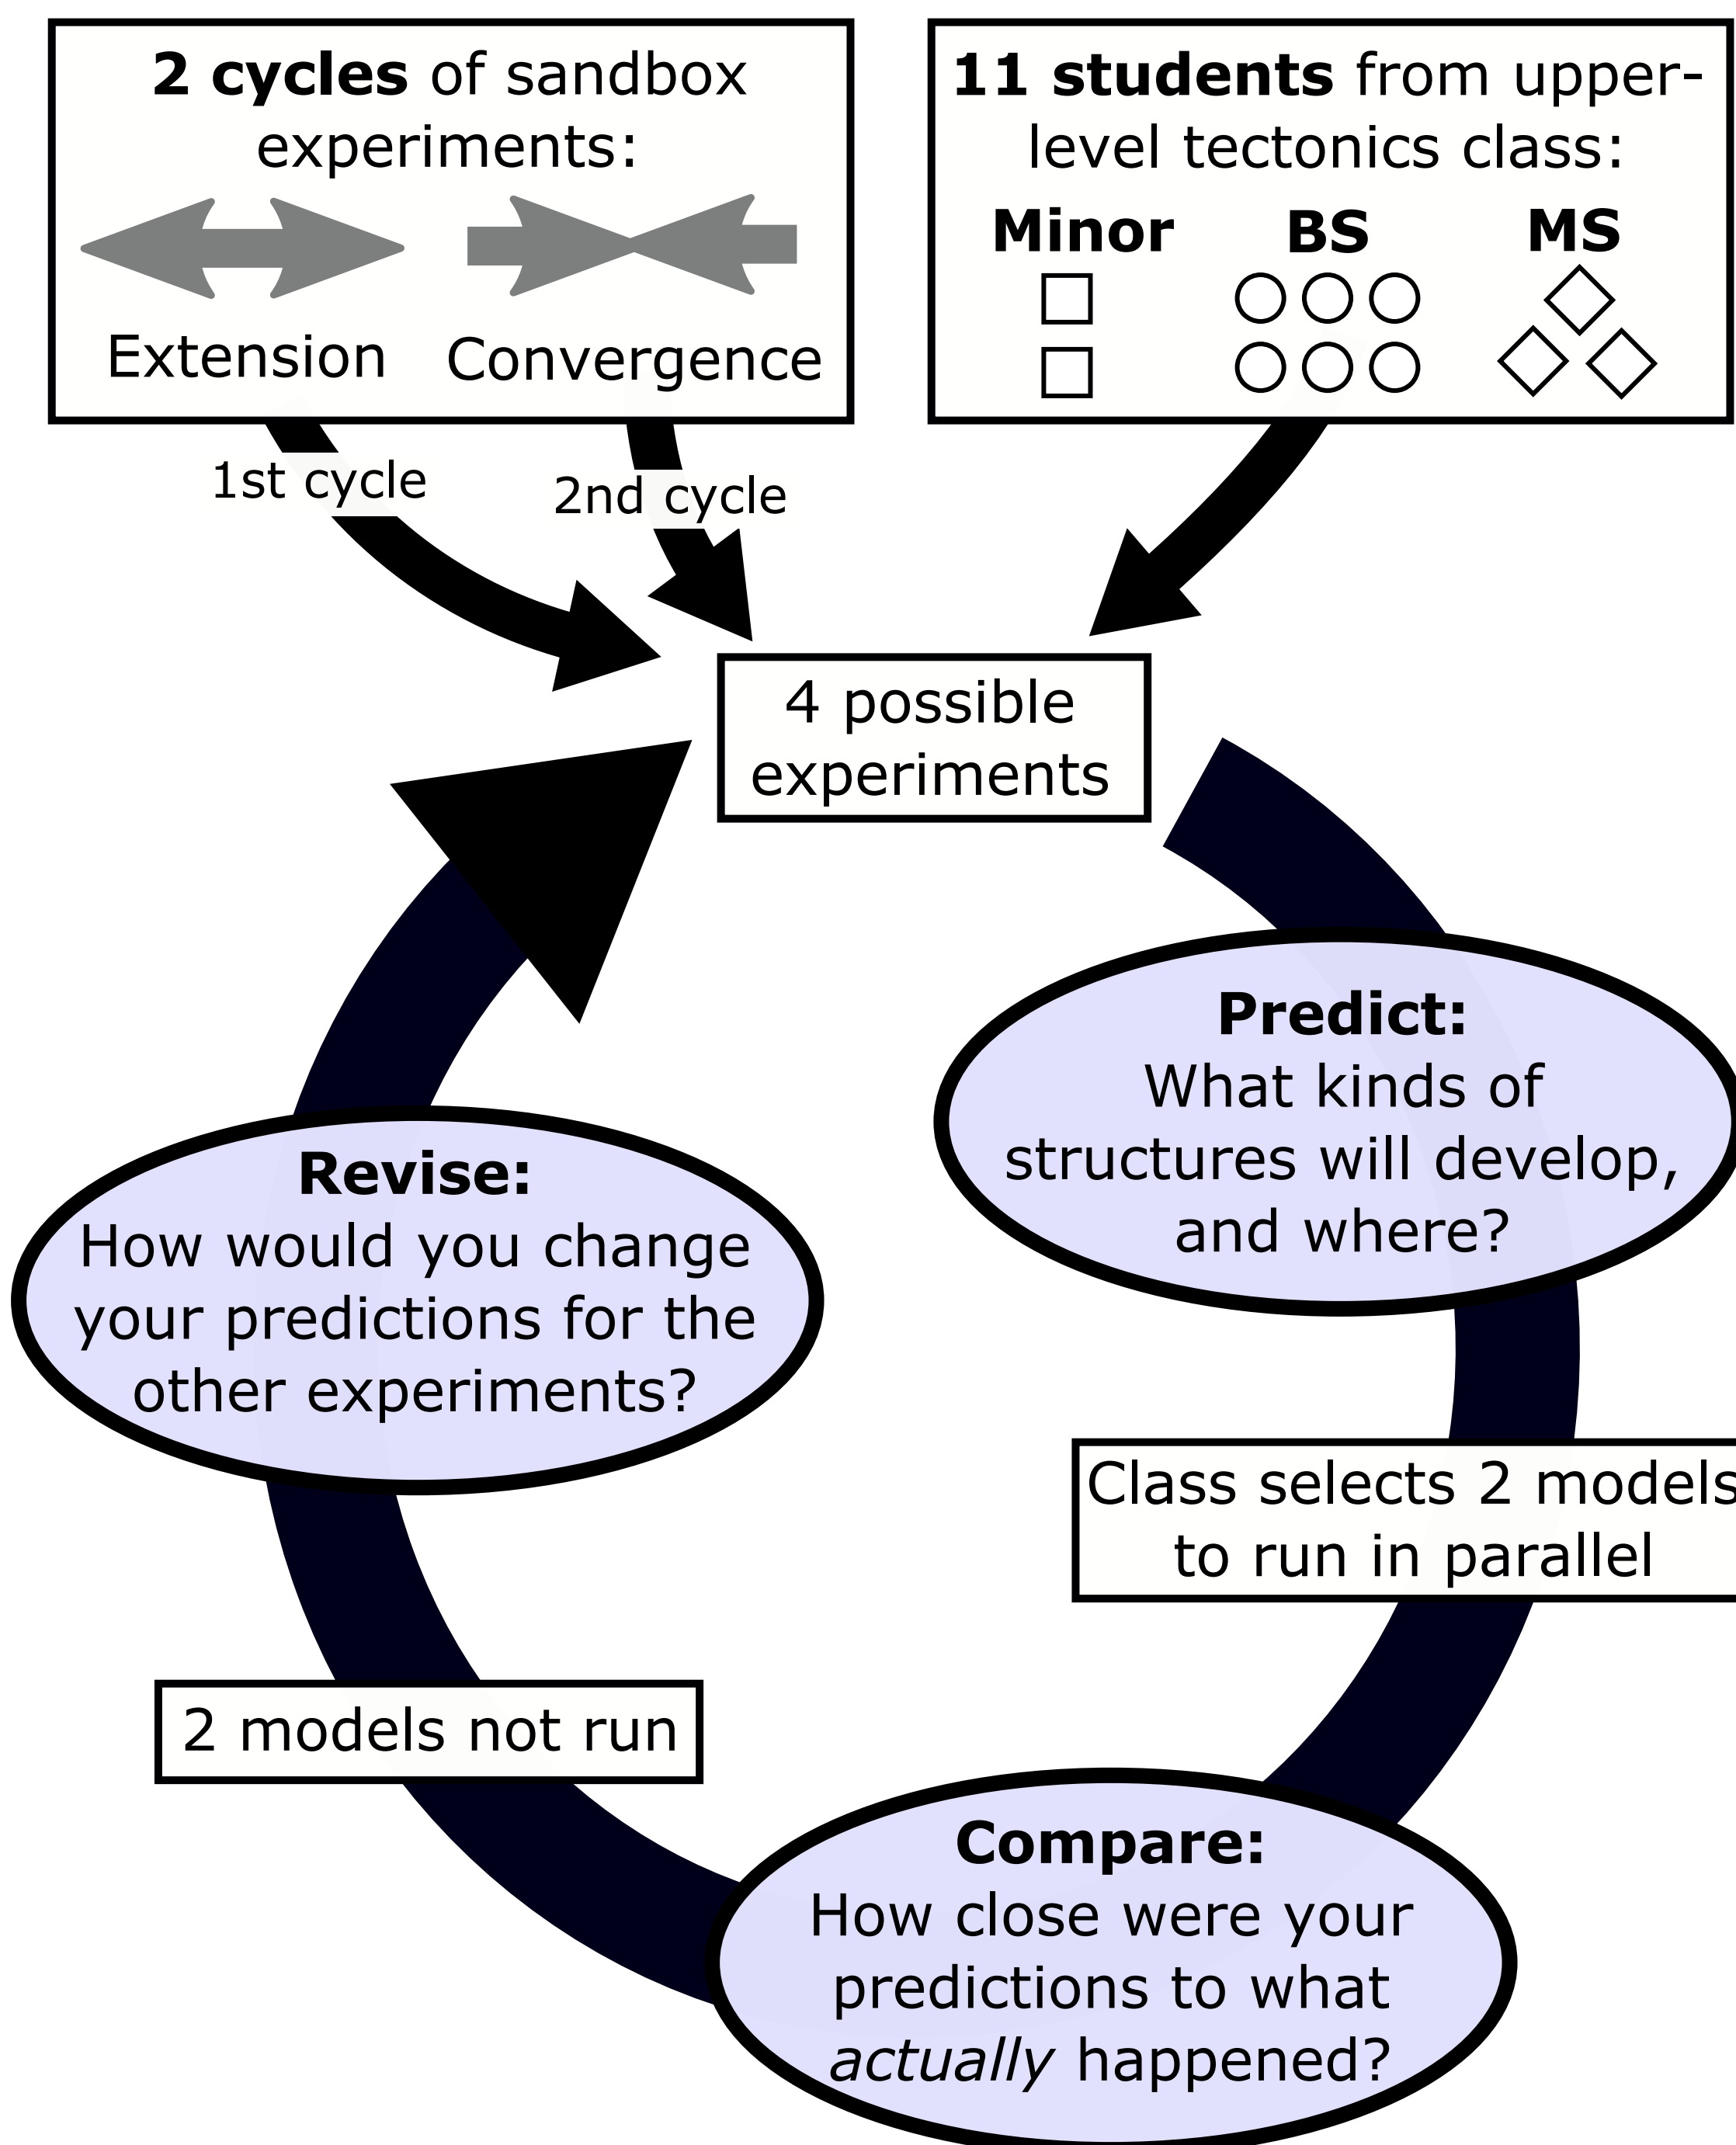 2 cycles of sandbox
experiments:
Extension
Convergence
11 students from upper-
level tectonics class:
Minor
BS
MS
1st cycle
2nd cycle
4 possible
experiments
Predict:
What kinds of
structures will develop,
and where?
Class selects 2 models
to run in parallel
Compare:
How close were your
predictions to what
actually happened?
2 models not run
Revise:
How would you change
your predictions for the
other experiments?